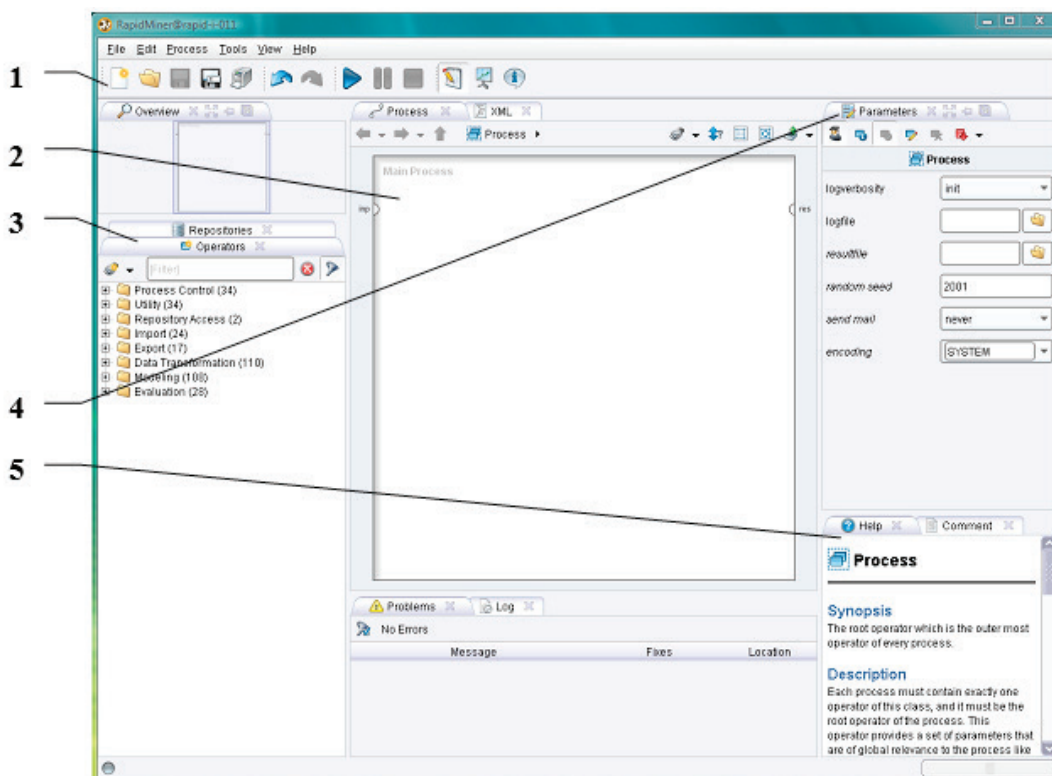 RapidMiner@rapid-i-011
File Edit Process Tools View Help
1
Overview
Process
XML
Parameters
Process
Process
2
Main Process
inp
res
logverbosity
init
3
Repositories
logfile
Operators
resultfile
[Filter]
random seed
2001
Process Control (34)
Utility (34)
send mail
never
Repository Access (2)
Import (24)
encoding
SYSTEM
Export (17)
Data Transformation (110)
Modeling (108)
Evaluation (28)
4
5
Help
Comment
Process
Problems
Log
Synopsis
No Errors
The root operator which is the outer most
operator of every process.
Message Fixes Location
Description
Each process must contain exactly one
operator of this class, and it must be the
root operator of the process. This
operator provides a set of parameters that
are of global relevance to the process like